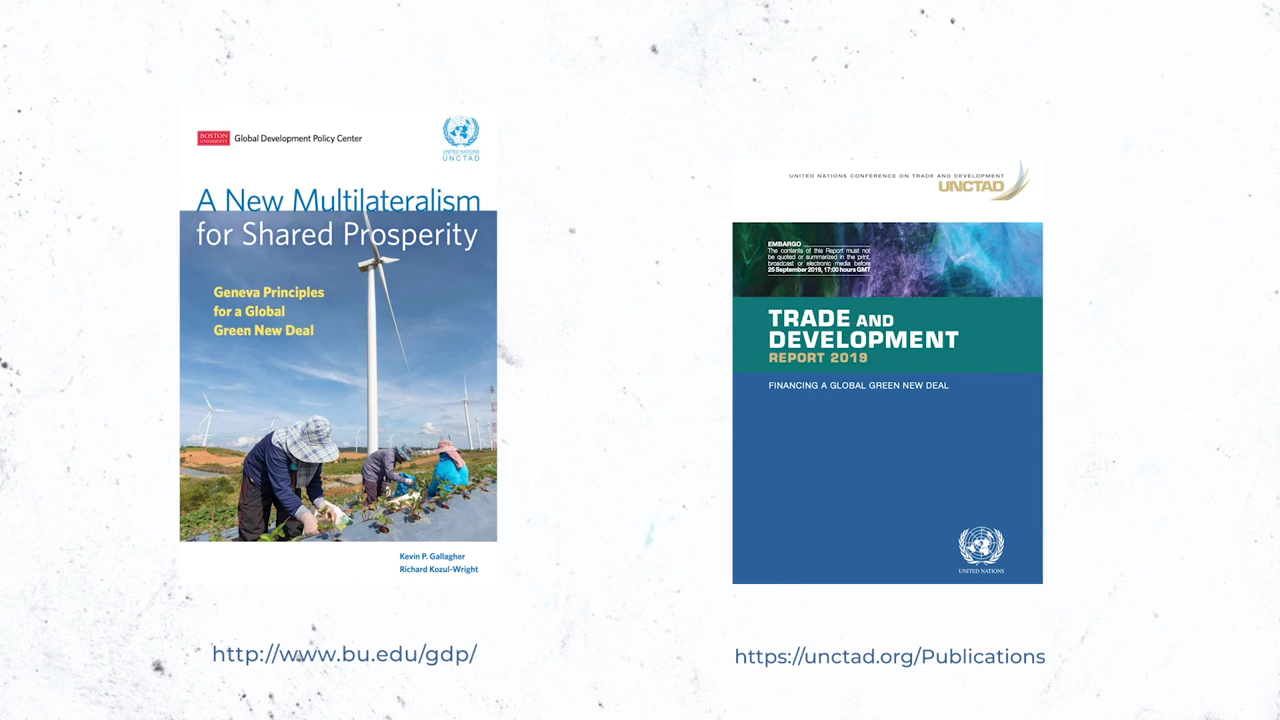 BOSTON
UNIVERSITY
Global Development Policy Center
UNITED NATIONS
UNCTAD
A New Multilateralism
for Shared Prosperity
Geneva Principles
for a Global
Green New Deal
Kevin P. Gallagher
Richard Kozul-Wright
http://www.bu.edu/gdp/
UNITED NATIONS CONFERENCE ON TRADE AND DEVELOPMENT
UNCTAD
EMBARGO
The contents of this Report must not
be quoted or summarized in the print,
broadcast or electronic media before
25 September 2019, 17:00 hours GMT
TRADE AND
DEVELOPMENT
REPORT 2019
FINANCING A GLOBAL GREEN NEW DEAL
UNITED NATIONS
https://unctad.org/Publications